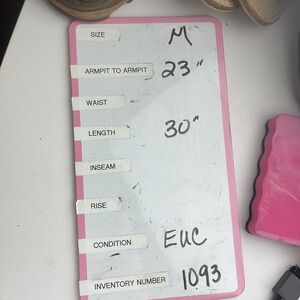 SIZE M
ARMPIT TO ARMPIT 23"
WAIST
LENGTH 30"
INSEAM
RISE
CONDITION EUC
INVENTORY NUMBER 1093